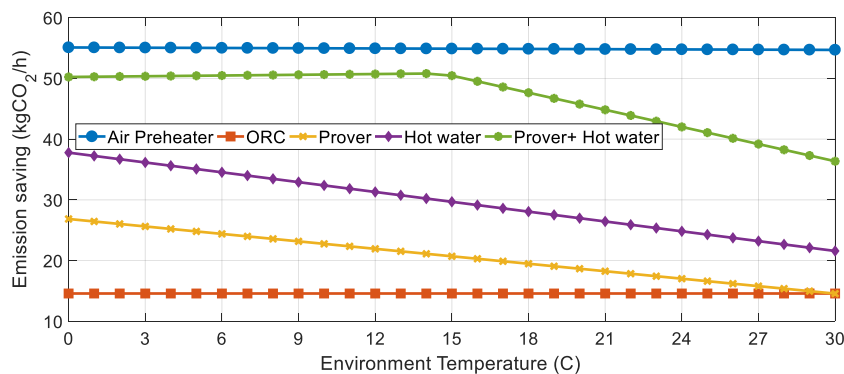 60
50
40
30
20
10
Emission saving (kgCO2/h)
Air Preheater ORC Prover Hot water Prover+ Hot water
0 3 6 9 12 15 18 21 24 27 30
Environment Temperature (C)